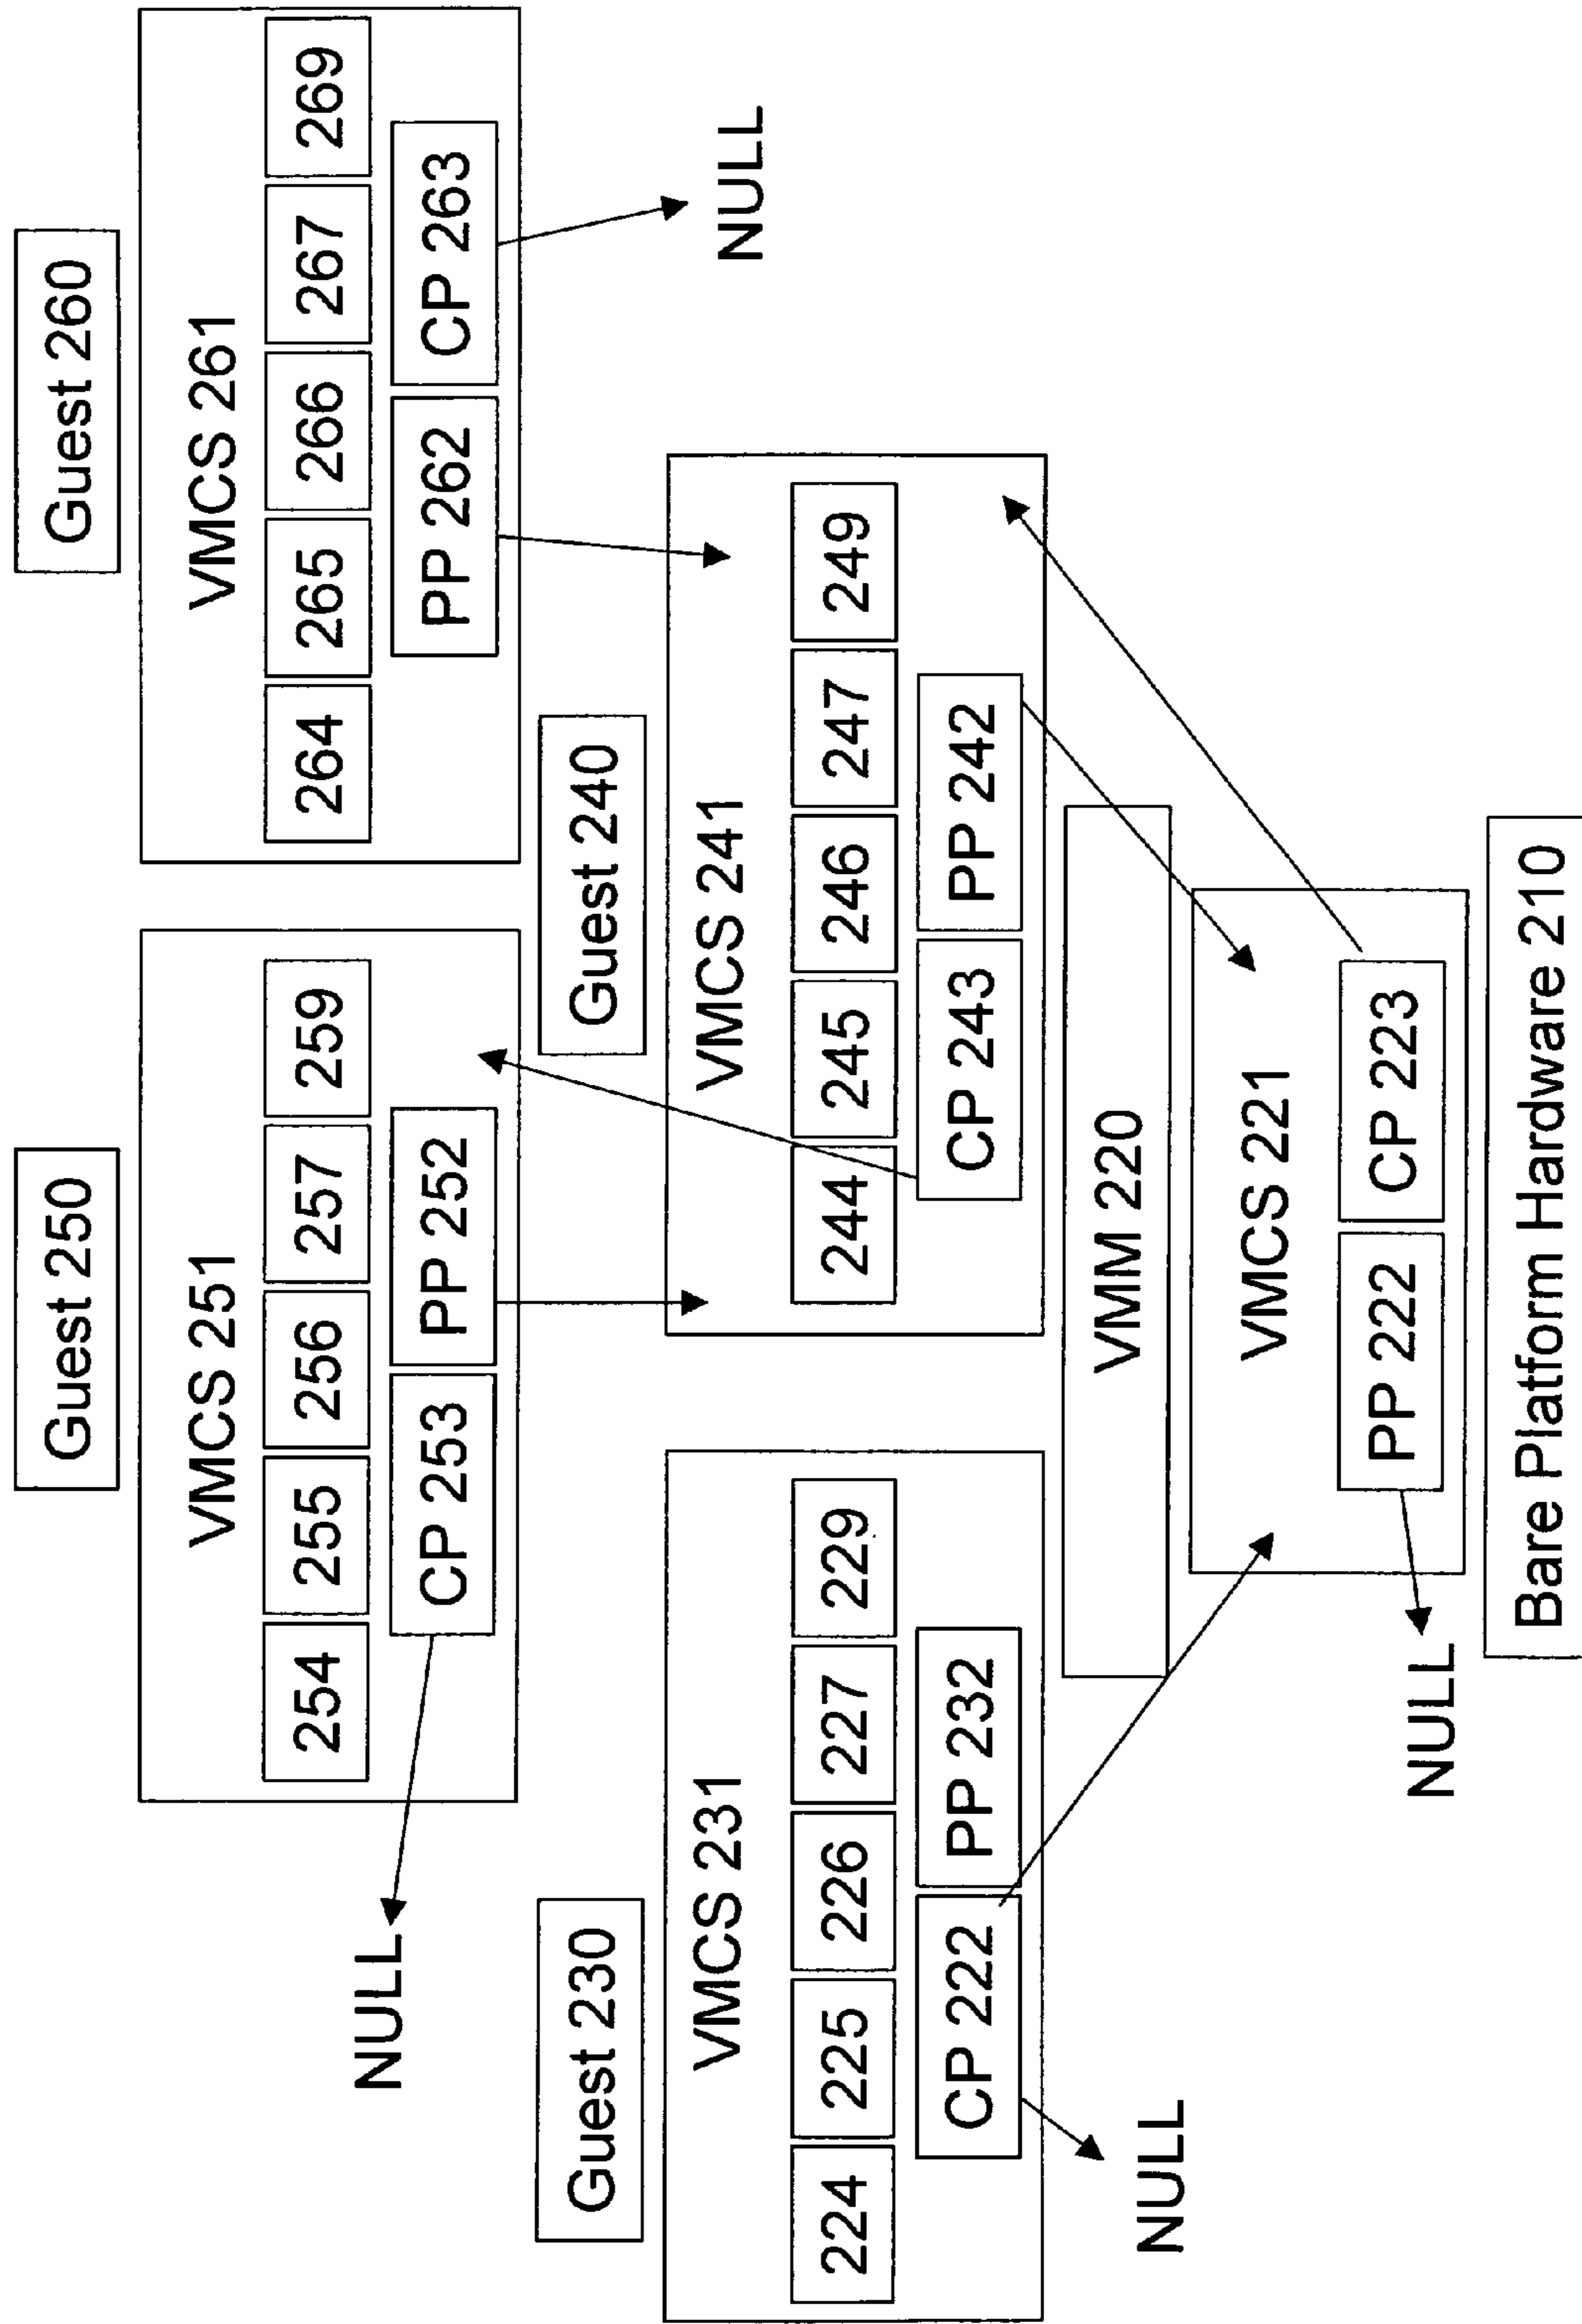 Guest 250
Guest 260
VMCS 251
VMCS 261
254 255 256 257 259
264 265 266 267 269
CP 253 PP 252
PP 262 CP 263
NULL
NULL
Guest 230
Guest 240
VMCS 231
VMCS 241
224 225 226 227 229
244 245 246 247 249
CP 222 PP 232
CP 243 PP 242
NULL
VMM 220
VMCS 221
PP 222 CP 223
NULL
Bare Platform Hardware 210